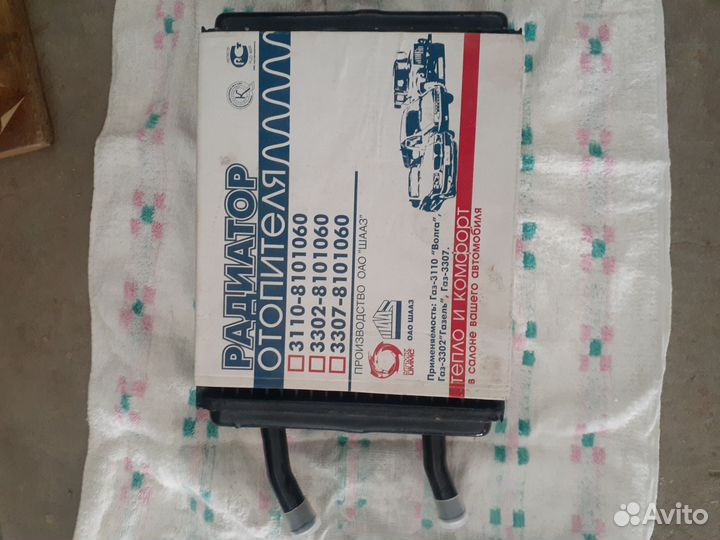 РАДИАТОР
ОТОПИТЕЛЯ
3110-8101060
3302-8101060
3307-8101060
ПРОИЗВОДСТВО ОАО "ШААЗ"
ОАО ШААЗ
Применяемость: Газ-3110 "Волга",
Газ-3302"Газель", Газ-3307.
тепло и комфорт
в салоне вашего автомобиля
Avito